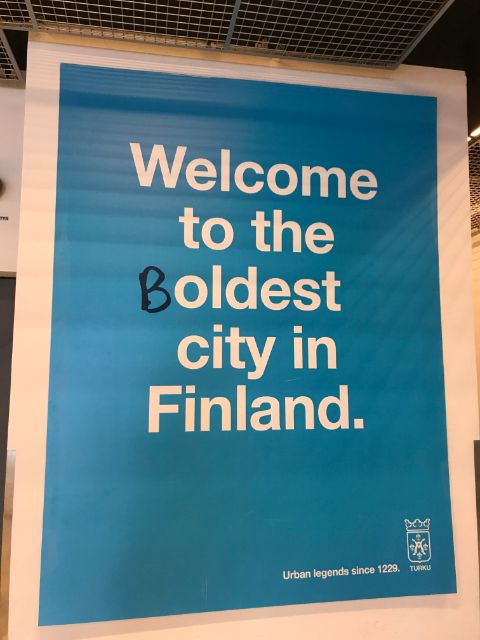 Welcome
to the
Boldest
city in
Finland.
Urban legends since 1229.
TURKU